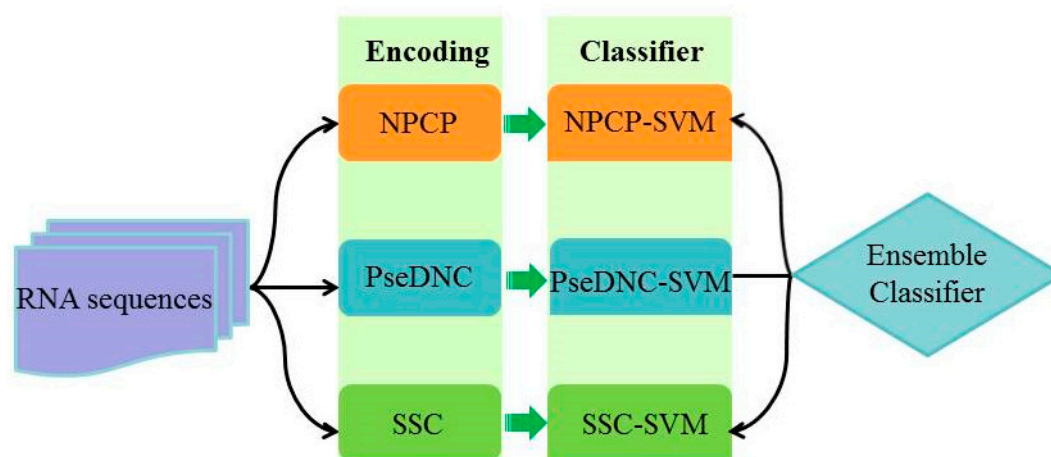 Encoding
Classifier
NPCP
NPCP-SVM
RNA sequences
PseDNC
PseDNC-SVM
Ensemble
Classifier
SSC
SSC-SVM